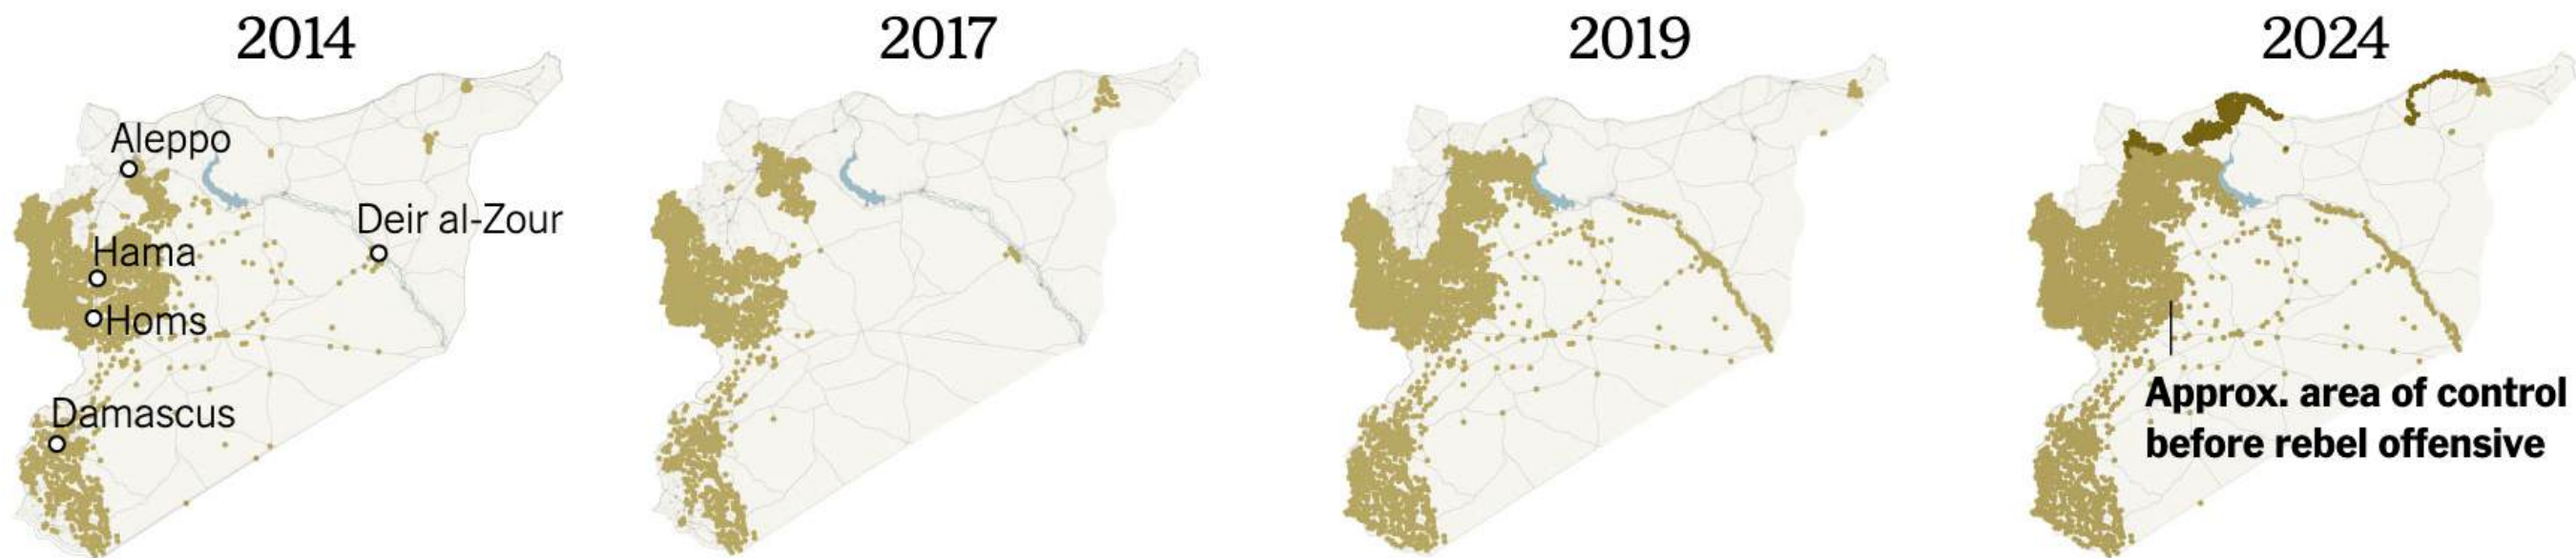 2014
Aleppo
Deir al-Zour
Hama
Homs
Damascus
2017
2019
2024
Approx. area of control
before rebel offensive